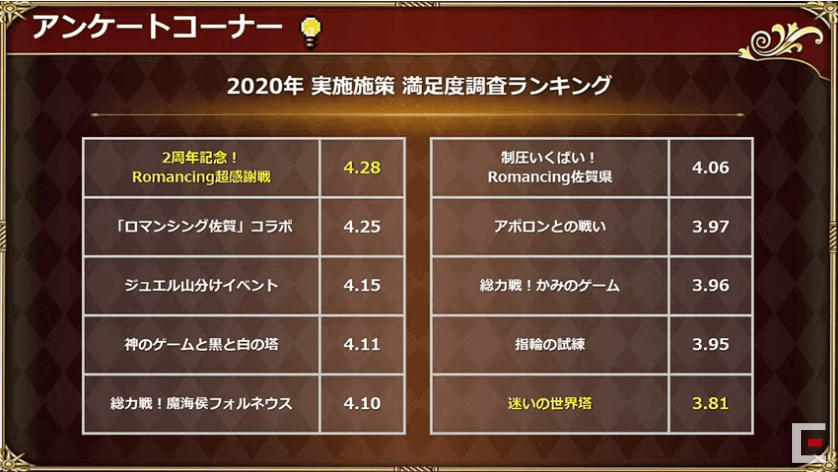 アンケートコーナー
2020年 実施施策 満足度調査ランキング
2周年記念！
Romancing超感謝戦
4.28
「ロマンシング佐賀」コラボ
4.25
ジュエル山分けイベント
4.15
神のゲームと黒と白の塔
4.11
総力戦！魔海侯フォルネウス
4.10
制圧いくばい！
Romancing佐賀県
4.06
アポロンとの戦い
3.97
総力戦！かみのゲーム
3.96
指輪の試練
3.95
迷いの世界塔
3.81